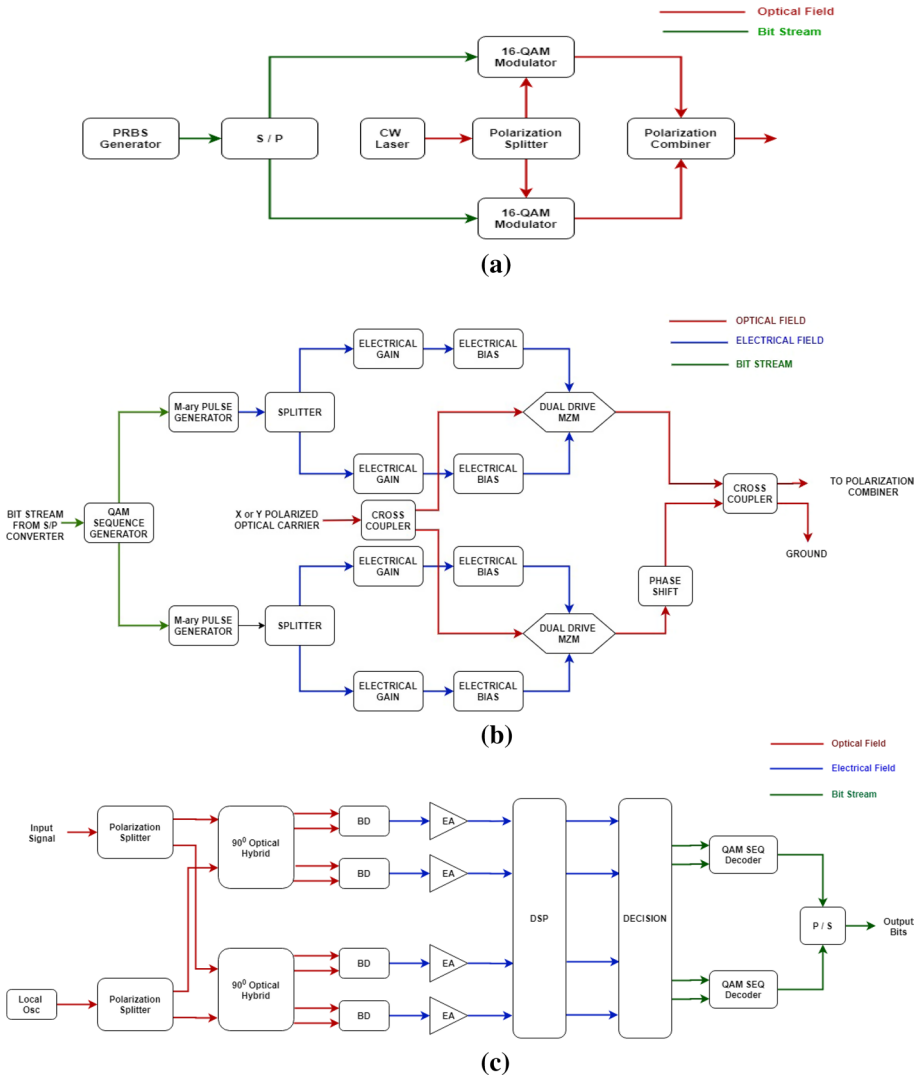 Optical Field
Bit Stream
16-QAM
Modulator
PRBS
Generator
S / P
CW
Laser
Polarization
Splitter
Polarization
Combiner
16-QAM
Modulator
(a)
OPTICAL FIELD
ELECTRICAL FIELD
BIT STREAM
ELECTRICAL
GAIN
ELECTRICAL
BIAS
M-ary PULSE
GENERATOR
SPLITTER
DUAL DRIVE
MZM
ELECTRICAL
GAIN
ELECTRICAL
BIAS
BIT STREAM
FROM S/P
CONVERTER
QAM
SEQUENCE
GENERATOR
X or Y POLARIZED
OPTICAL CARRIER
CROSS
COUPLER
CROSS
COUPLER
TO POLARIZATION
COMBINER
GROUND
ELECTRICAL
GAIN
ELECTRICAL
BIAS
PHASE
SHIFT
M-ary PULSE
GENERATOR
SPLITTER
DUAL DRIVE
MZM
ELECTRICAL
GAIN
ELECTRICAL
BIAS
(b)
Optical Field
Electrical Field
Bit Stream
Input
Signal
Polarization
Splitter
90⁰ Optical
Hybrid
BD
EA
BD
EA
DSP
DECISION
QAM SEQ
Decoder
P / S
Output
Bits
Local
Osc
Polarization
Splitter
90⁰ Optical
Hybrid
BD
EA
BD
EA
QAM SEQ
Decoder
(c)